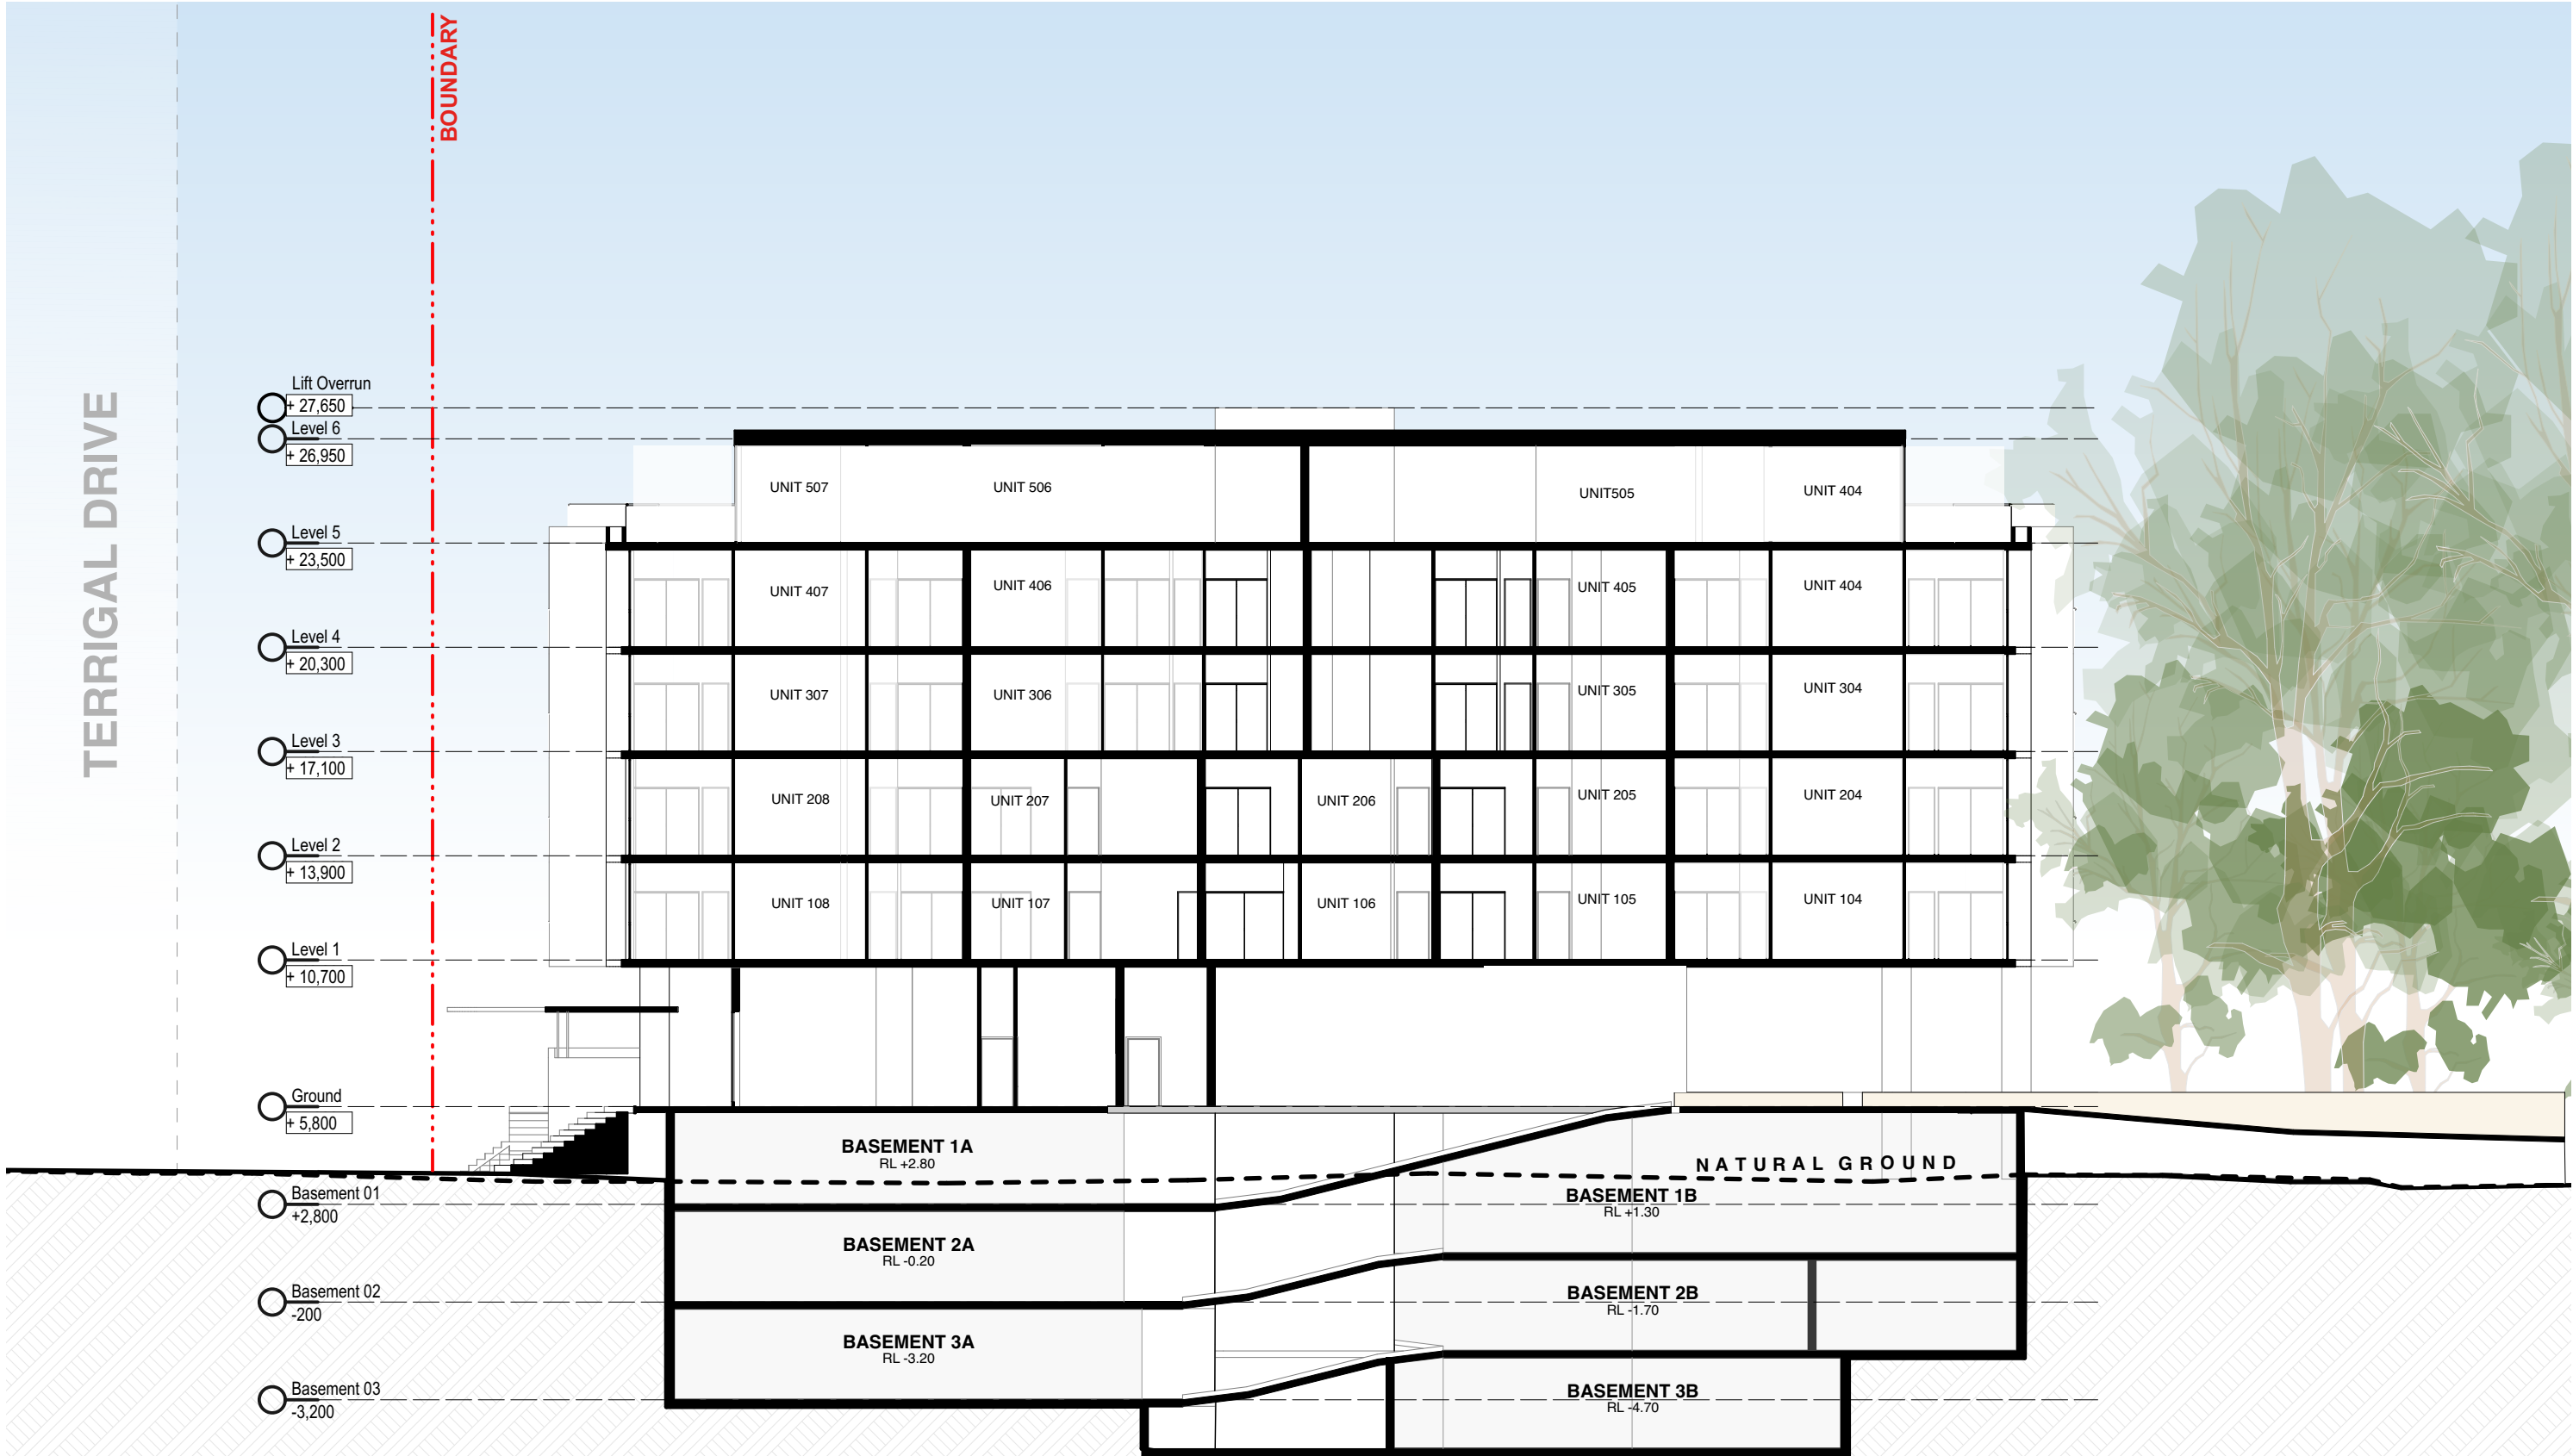 BOUNDARY
TERRIGAL DRIVE
Lift Overrun
+ 27,650
Level 6
+ 26,950
UNIT 507
UNIT 506
UNIT505
UNIT 404
Level 5
+ 23,500
UNIT 407
UNIT 406
UNIT 405
UNIT 404
Level 4
+ 20,300
UNIT 307
UNIT 306
UNIT 305
UNIT 304
Level 3
+ 17,100
UNIT 208
UNIT 207
UNIT 206
UNIT 205
UNIT 204
Level 2
+ 13,900
UNIT 108
UNIT 107
UNIT 106
UNIT 105
UNIT 104
Level 1
+ 10,700
Ground
+ 5,800
BASEMENT 1A
RL +2.80
NATURAL GROUND
Basement 01
+2,800
BASEMENT 1B
RL +1.30
BASEMENT 2A
RL -0.20
Basement 02
-200
BASEMENT 2B
RL -1.70
BASEMENT 3A
RL -3.20
Basement 03
-3,200
BASEMENT 3B
RL -4.70